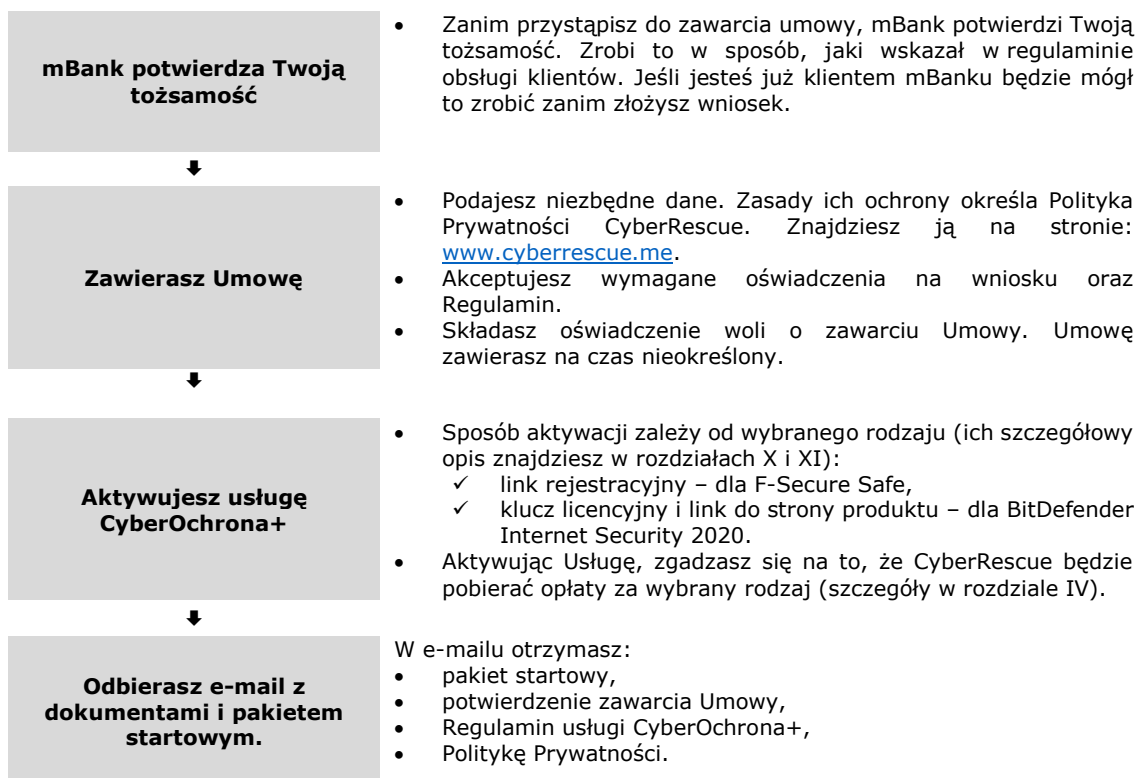 mBank potwierdza Twoją
tożsamość
• Zanim przystąpisz do zawarcia umowy, mBank potwierdzi Twoją
tożsamość. Zrobi to w sposób, jaki wskazał w regulaminie
obsługi klientów. Jeśli jesteś już klientem mBanku będzie mógł
to zrobić zanim złożysz wniosek.
🡇
Zawierasz Umowę
• Podajesz niezbędne dane. Zasady ich ochrony określa Polityka
Prywatności CyberRescue. Znajdziesz ją na stronie:
www.cyberrescue.me.
• Akceptujesz wymagane oświadczenia na wniosku oraz
Regulamin.
• Składasz oświadczenie woli o zawarciu Umowy. Umowę
zawierasz na czas nieokreślony.
🡇
Aktywujesz usługę
CyberOchrona+
• Sposób aktywacji zależy od wybranego rodzaju (ich szczegółowy
opis znajdziesz w rozdziałach X i XI):
✓ link rejestracyjny – dla F-Secure Safe,
✓ klucz licencyjny i link do strony produktu – dla BitDefender
Internet Security 2020.
• Aktywując Usługę, zgadzasz się na to, że CyberRescue będzie
pobierać opłaty za wybrany rodzaj (szczegóły w rozdziale IV).
🡇
Odbierasz e-mail z
dokumentami i pakietem
startowym.
W e-mailu otrzymasz:
• pakiet startowy,
• potwierdzenie zawarcia Umowy,
• Regulamin usługi CyberOchrona+,
• Politykę Prywatności.